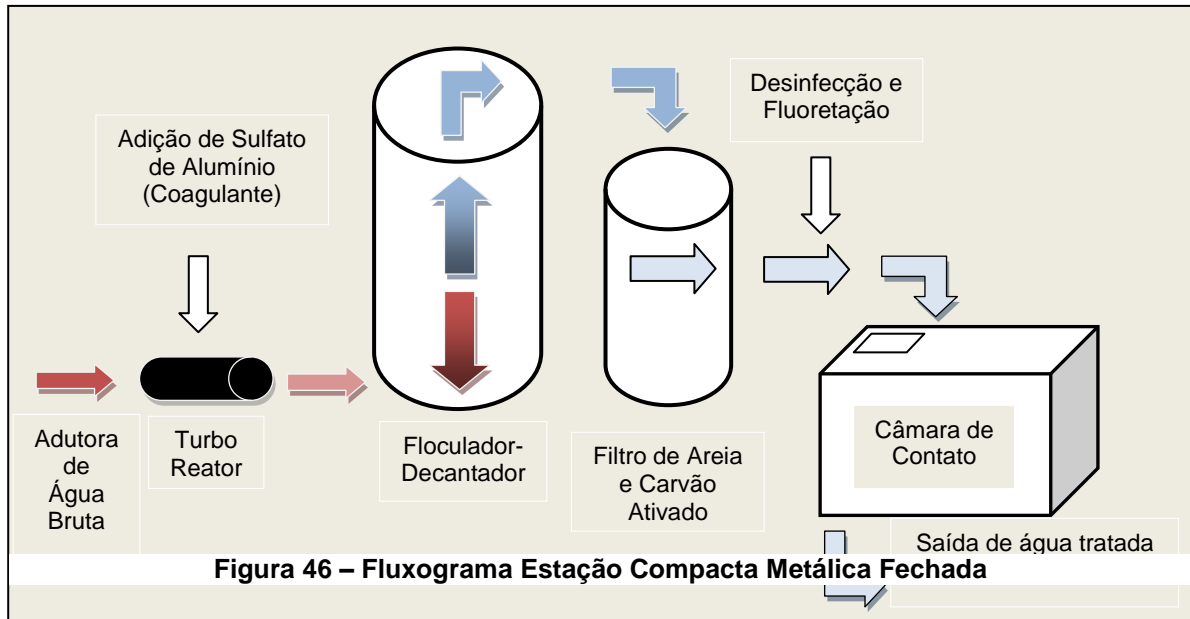 Desinfecção e
Fluoretação
Adição de Sulfato
de Alumínio
(Coagulante)
Adutora
de
Água
Bruta
Turbo
Reator
Floculador-
Decantador
Filtro de Areia
e Carvão
Ativado
Câmara de
Contato
Saída de água tratada
Figura 46 – Fluxograma Estação Compacta Metálica Fechada